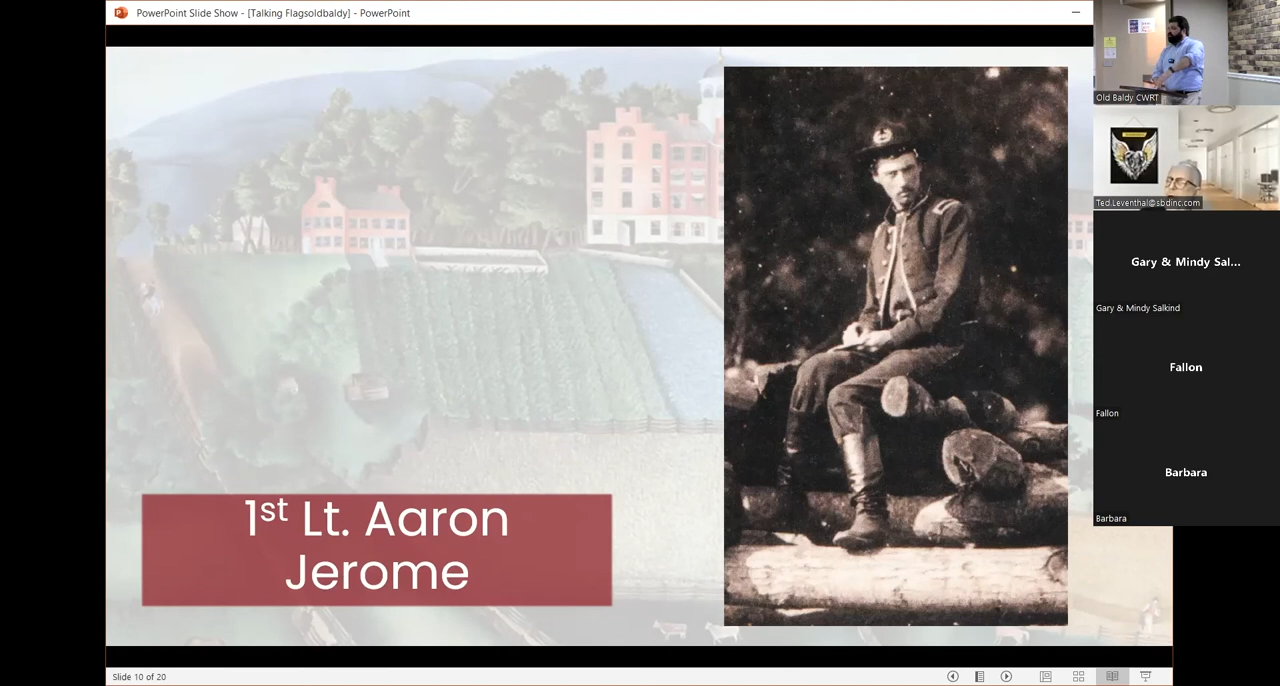 PowerPoint Slide Show - [Talking Flagsoldbaldy] - PowerPoint
Old Baldy CWRT
Ted.Leventhal@sbdinc.com
Gary & Mindy Sal...
Gary & Mindy Salkind
Fallon
Fallon
Barbara
Barbara
1st Lt. Aaron
Jerome
Slide 10 of 20